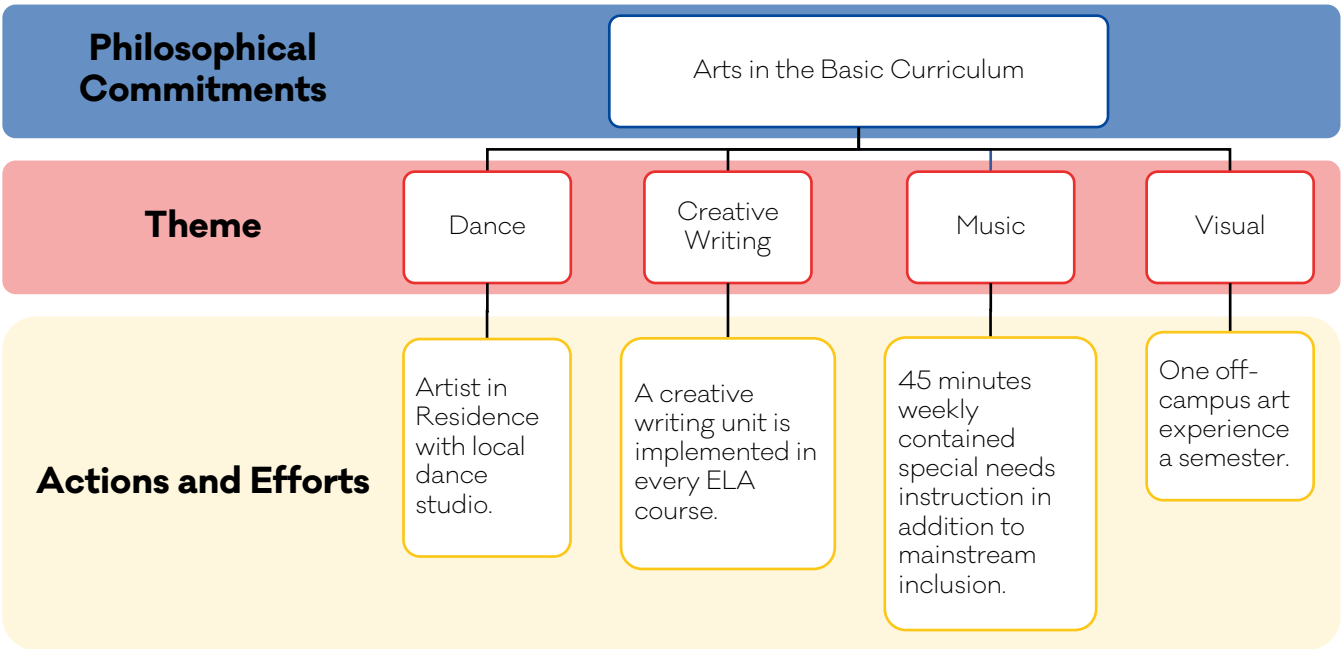 Philosophical
Commitments
Arts in the Basic Curriculum
Theme
Dance
Creative
Writing
Music
Visual
Actions and Efforts
Artist in
Residence
with local
dance
studio.
A creative
writing unit is
implemented in
every ELA
course.
45 minutes
weekly
contained
special needs
instruction in
addition to
mainstream
inclusion.
One off-
campus art
experience
a semester.